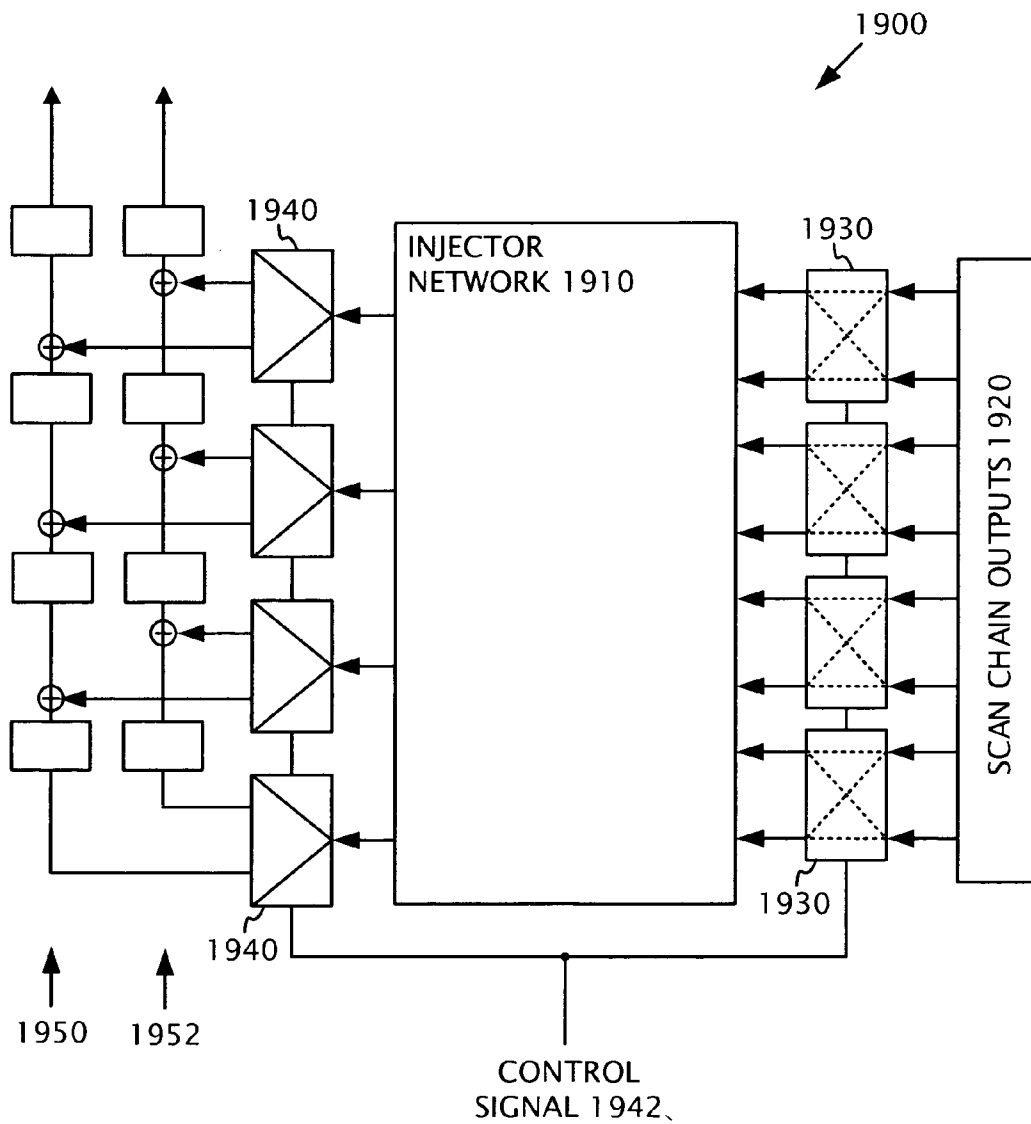 1900
1940
INJECTOR
NETWORK 1910
1930
SCAN CHAIN OUTPUTS 1920
1940
1930
1950
1952
CONTROL
SIGNAL 1942